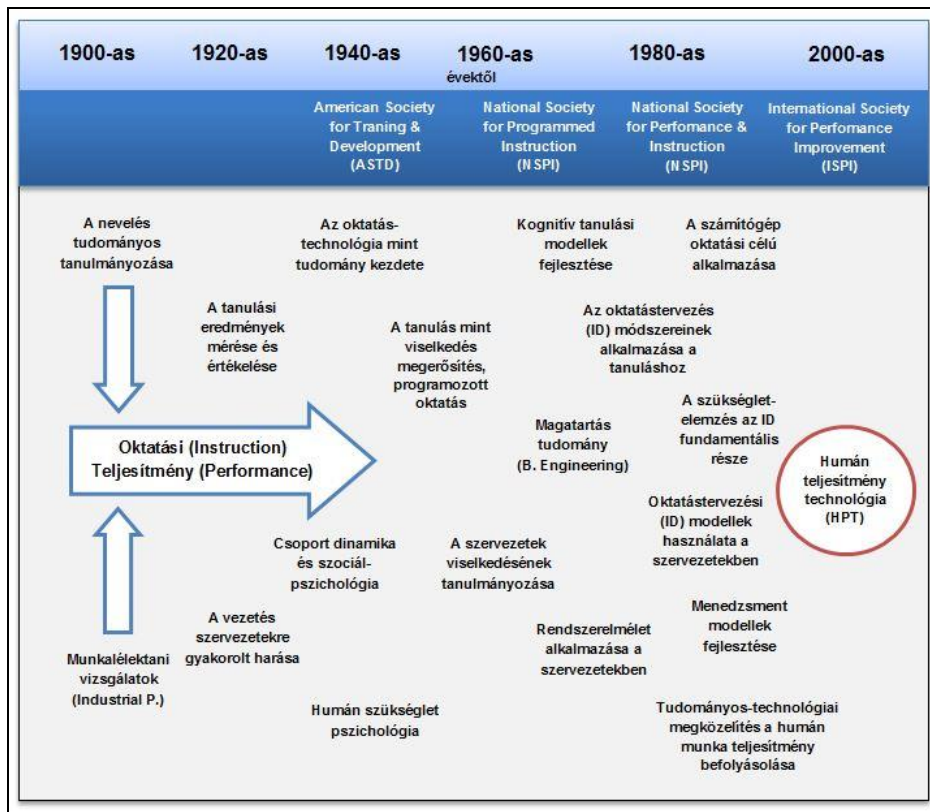 1900-as
1920-as
1940-as
1960-as
évektől
1980-as
2000-as
American Society
for Traning &
Development
(ASTD)
National Society
for Programmed
Instruction
(NSPI)
National Society
for Perfomance &
Instruction
(NSPI)
International Society
for Perfomance
Improvement
(ISPI)
A nevelés
tudományos
tanulmányozása
Az oktatás-
technológia mint
tudomány kezdete
Kognitív tanulási
modellek
fejlesztése
A számítógép
oktatási célú
alkalmazása
A tanulási
eredmények
mérése és
értékelése
A tanulás mint
viselkedés
megerősítés,
programozott
oktatás
Az oktatástervezés
(ID) módszereinek
alkalmazása a
tanuláshoz
A szükséglet-
elemzés az ID
fundamentális
része
Oktatási (Instruction)
Teljesítmény (Performance)
Magatartás
tudomány
(B. Engineering)
Humán
teljesítmény
technológia
(HPT)
Oktatástervezési
(ID) modellek
használata a
szervezetekben
Csoport dinamika
és szociál-
pszichológia
A szervezetek
viselkedésének
tanulmányozása
A vezetés
szervezetekre
gyakorolt harása
Rendszerelmélet
alkalmazása a
szervezetekben
Menedzsment
modellek
fejlesztése
Munkalélektani
vizsgálatok
(Industrial P.)
Humán szükséglet
pszichológia
Tudományos-technológiai
megközelítés a humán
munka teljesítmény
befolyásolása